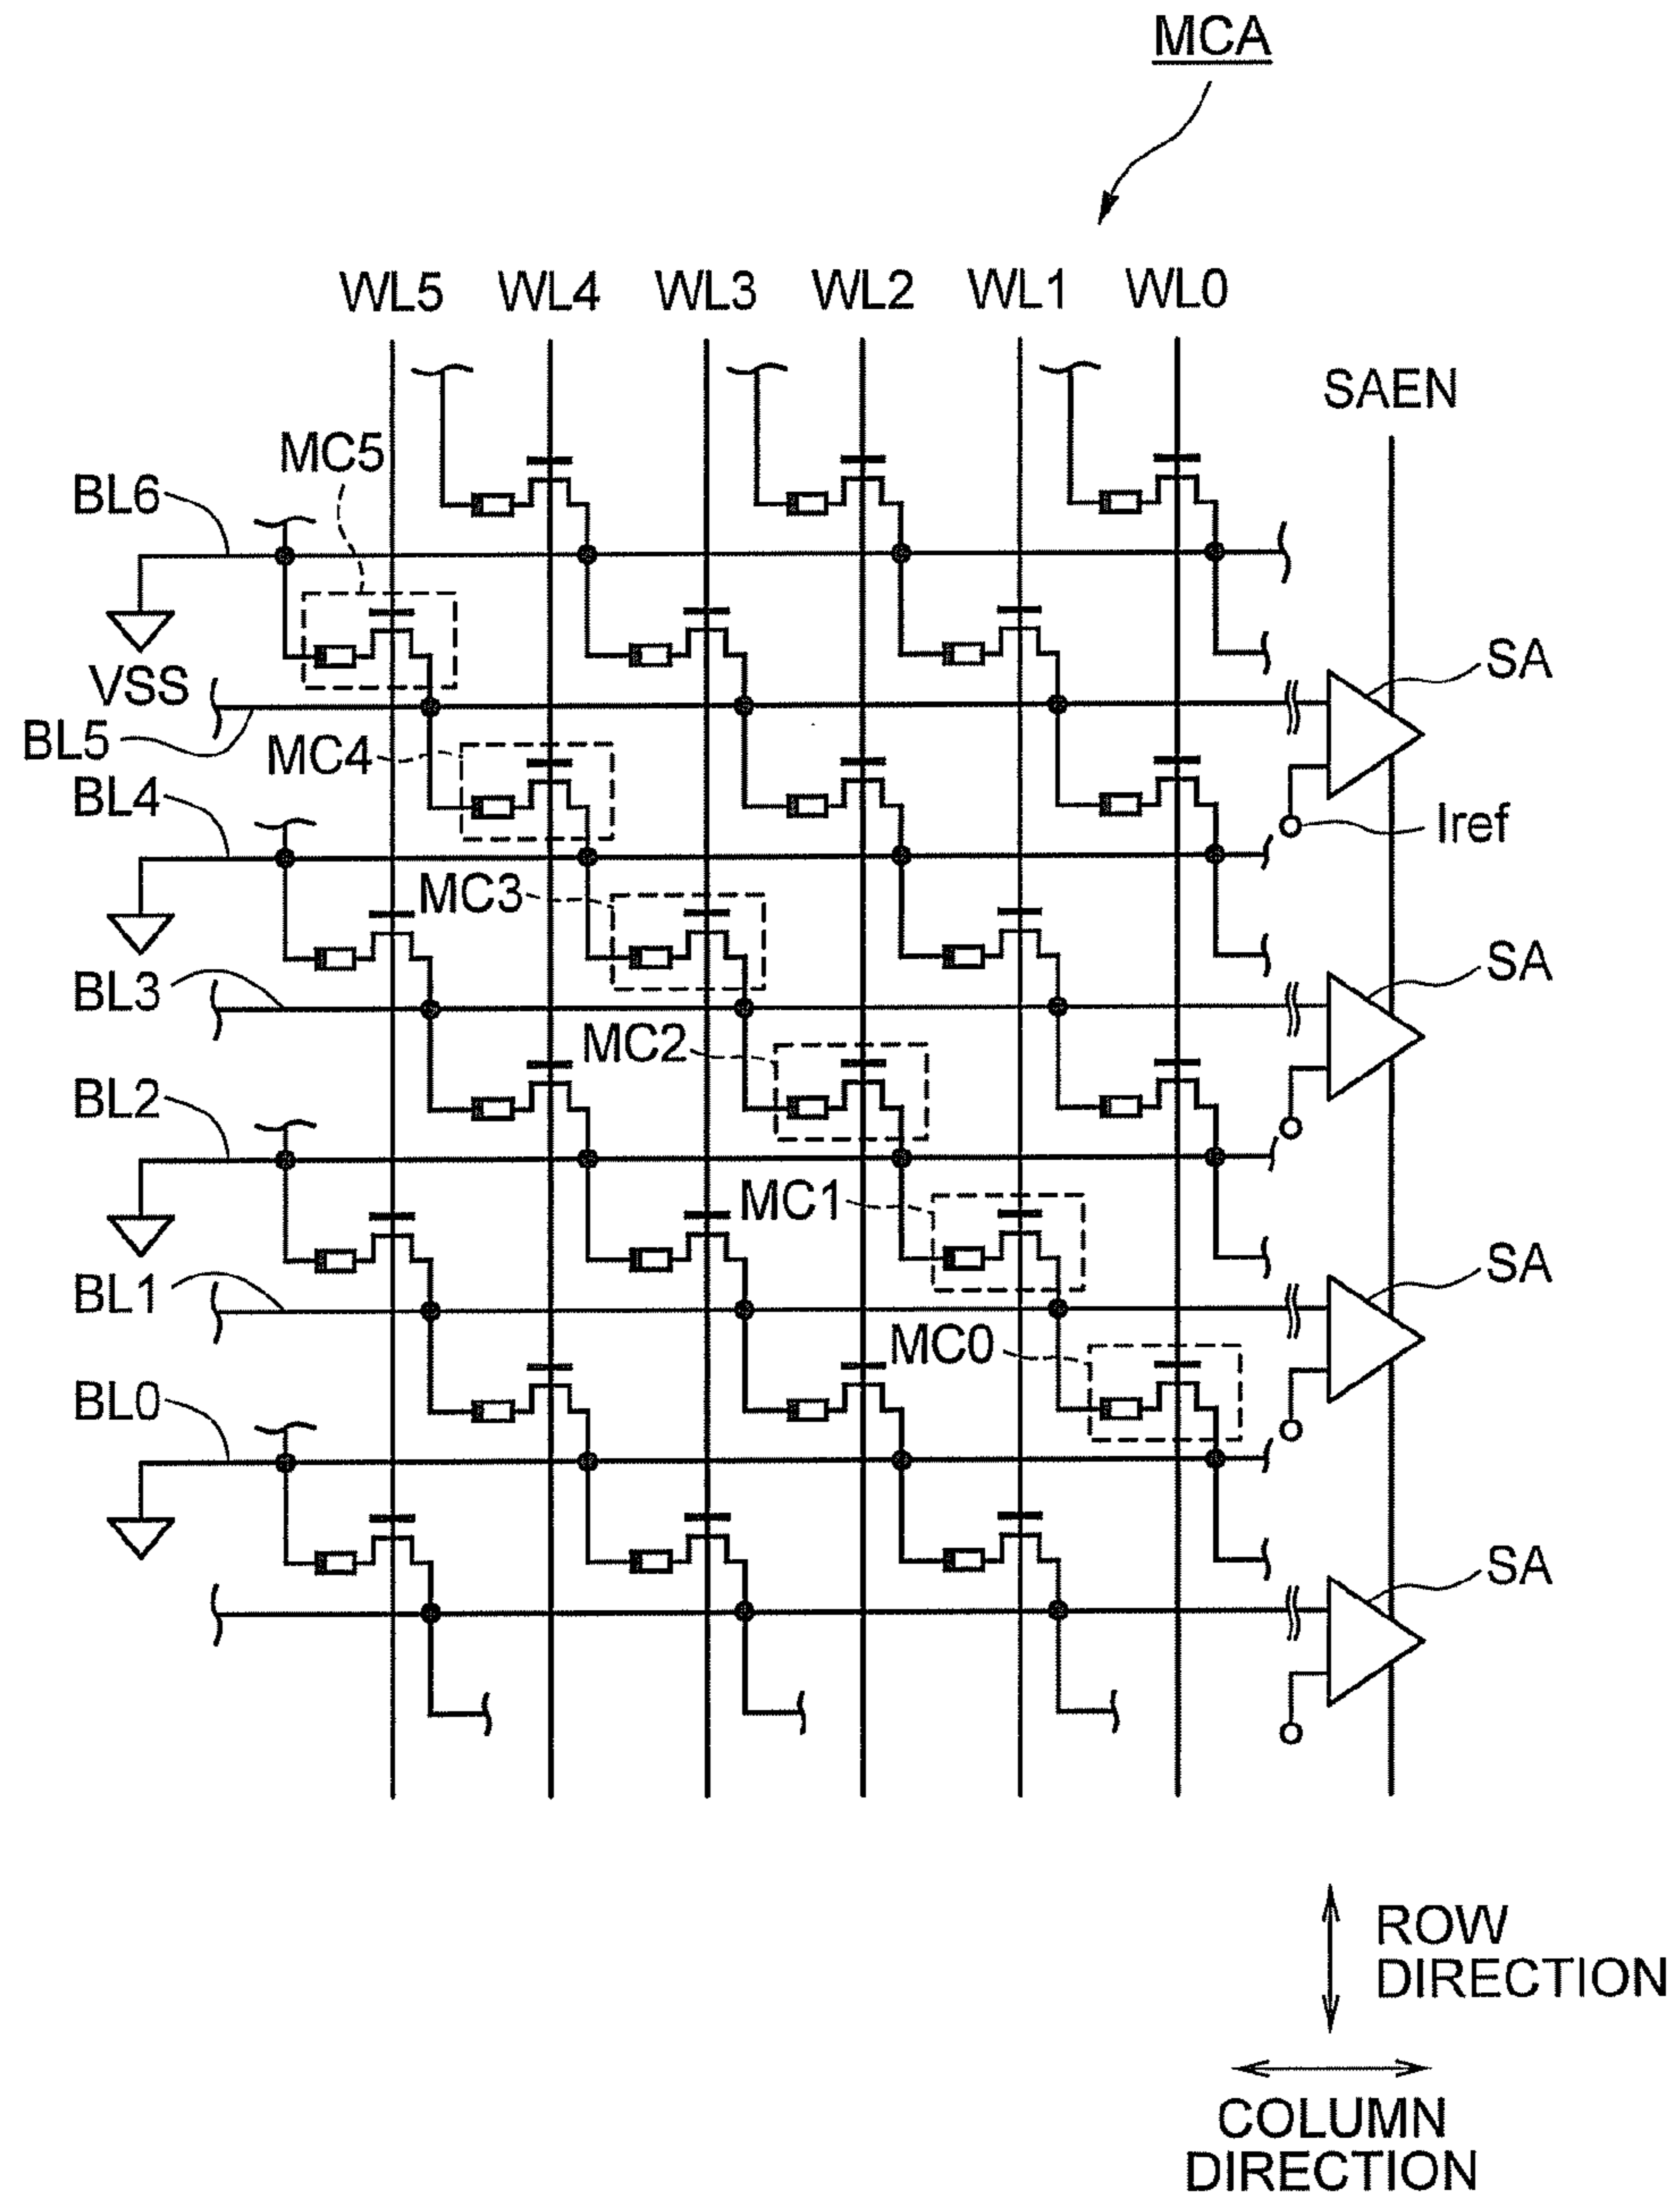 MCA
WL5 WL4 WL3 WL2 WL1 WL0
SAEN
MC5
BL6
SA
VSS
BL5
MC4
BL4
Iref
MC3
SA
BL3
MC2
BL2
MC1
SA
BL1
MC0
BL0
SA
ROW
DIRECTION
COLUMN
DIRECTION